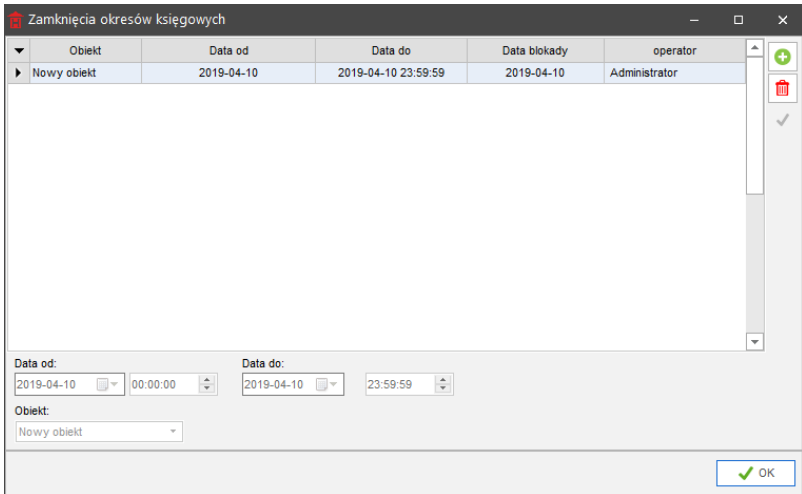 Zamknięcia okresów księgowych
Obiekt Data od Data do Data blokady operator
Nowy obiekt 2019-04-10 2019-04-10 23:59:59 2019-04-10 Administrator
Data od: Data do:
2019-04-10 00:00:00 2019-04-10 23:59:59
Obiekt:
Nowy obiekt
OK